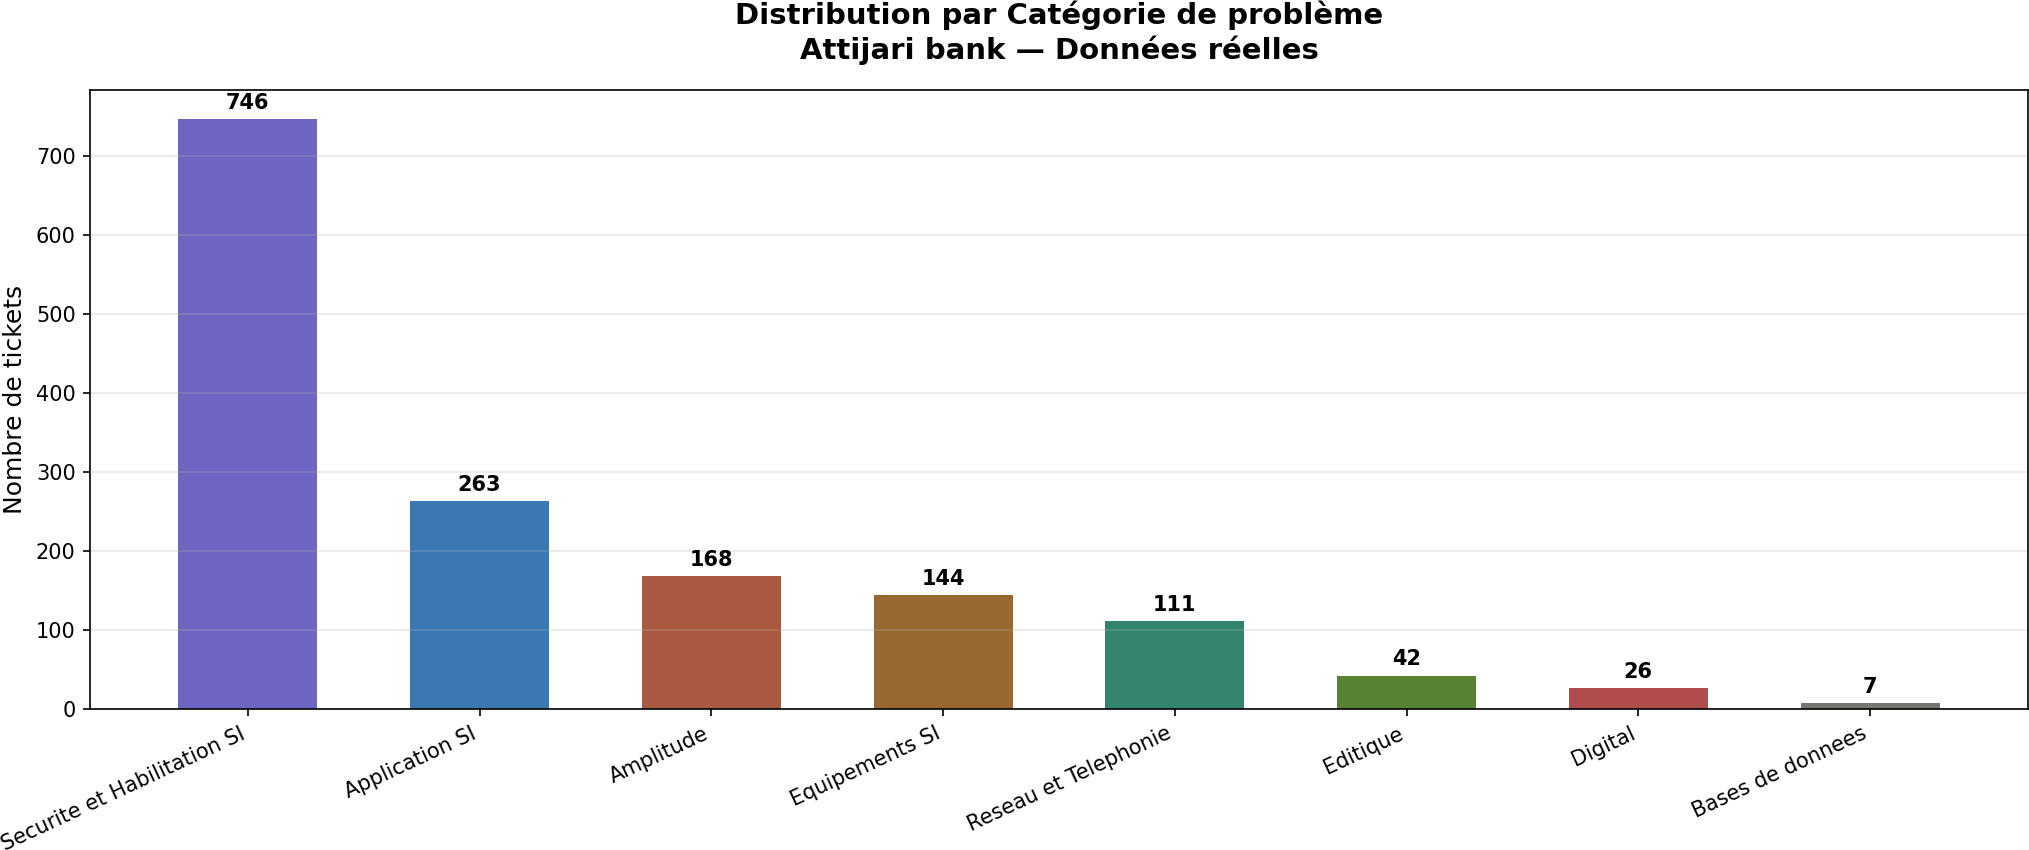 Distribution par Catégorie de problème
Attijari bank — Données réelles
Nombre de tickets
700
600
500
400
300
200
100
0
746
263
168
144
111
42
26
7
Securite et Habilitation SI
Application SI
Amplitude
Equipements SI
Reseau et Telephonie
Editique
Digital
Bases de donnees